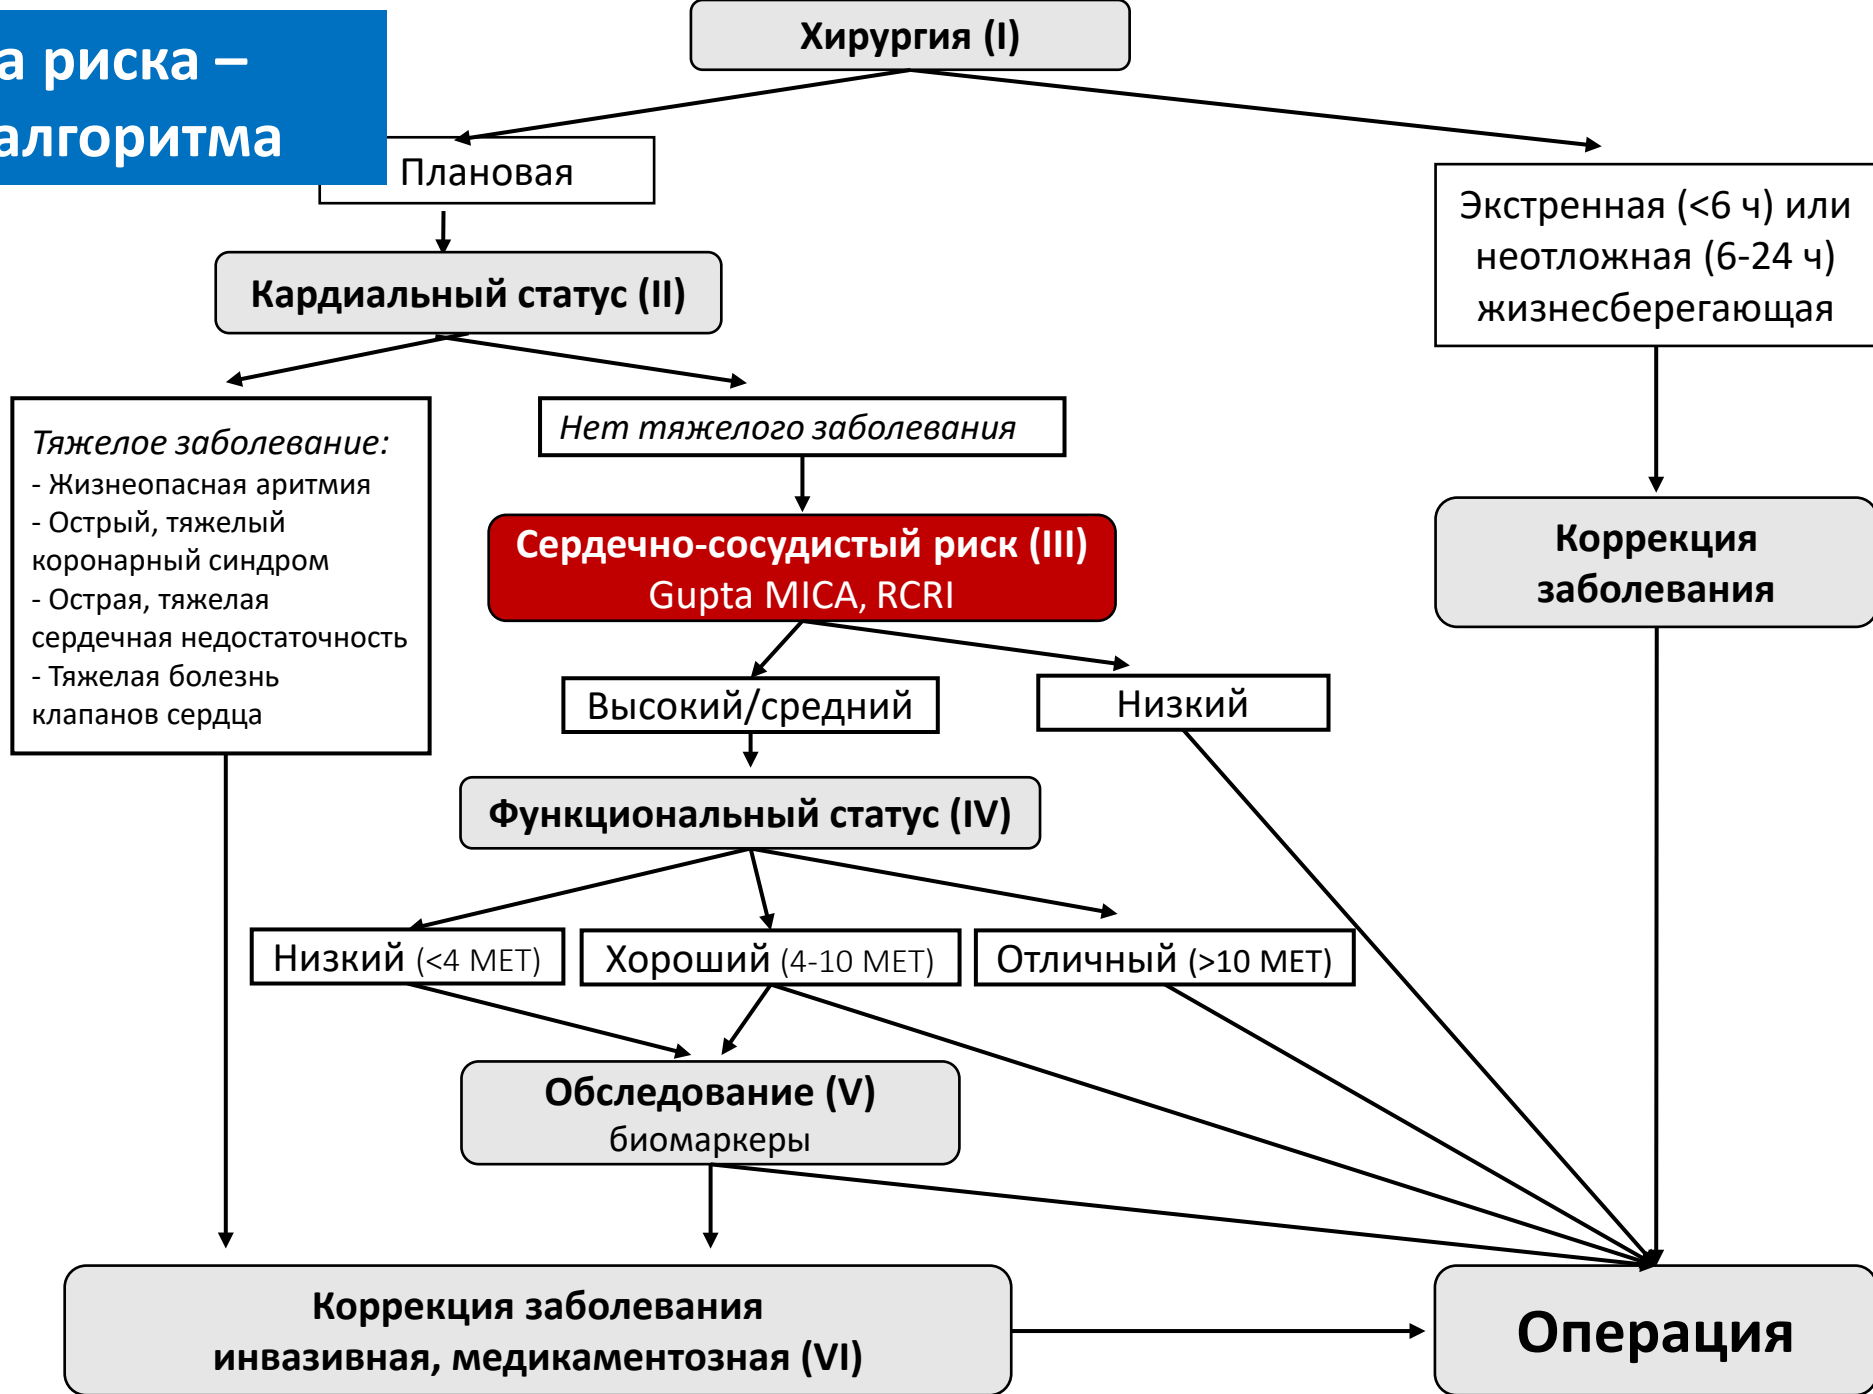 а риска –
алгоритма
Хирургия (I)
Плановая
Экстренная (<6 ч) или
неотложная (6-24 ч)
жизнесберегающая
Кардиальный статус (II)
Тяжелое заболевание:
- Жизнеопасная аритмия
- Острый, тяжелый
коронарный синдром
- Острая, тяжелая
сердечная недостаточность
- Тяжелая болезнь
клапанов сердца
Нет тяжелого заболевания
Сердечно-сосудистый риск (III)
Gupta MICA, RCRI
Коррекция
заболевания
Высокий/средний
Низкий
Функциональный статус (IV)
Низкий (<4 МЕТ)
Хороший (4-10 МЕТ)
Отличный (>10 МЕТ)
Обследование (V)
биомаркеры
Коррекция заболевания
инвазивная, медикаментозная (VI)
Операция